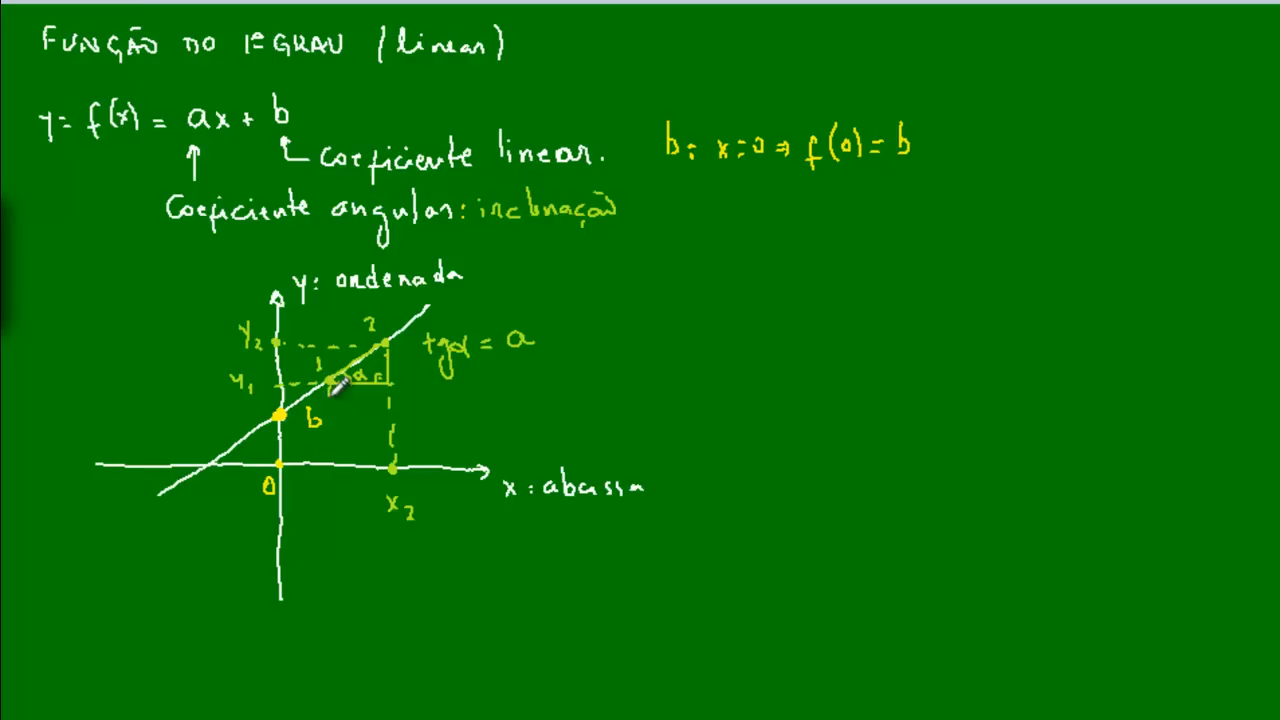 FUNÇÃO DO 1º GRAU (linear)
y = f(x) = ax + b
coeficiente linear.
b: x=0 ⇒ f(0) = b
Coeficiente angular: inclinação
y: ordenada
y₂
2
tgα = a
1
y₁
α
b
0
x: abcissa
x₂